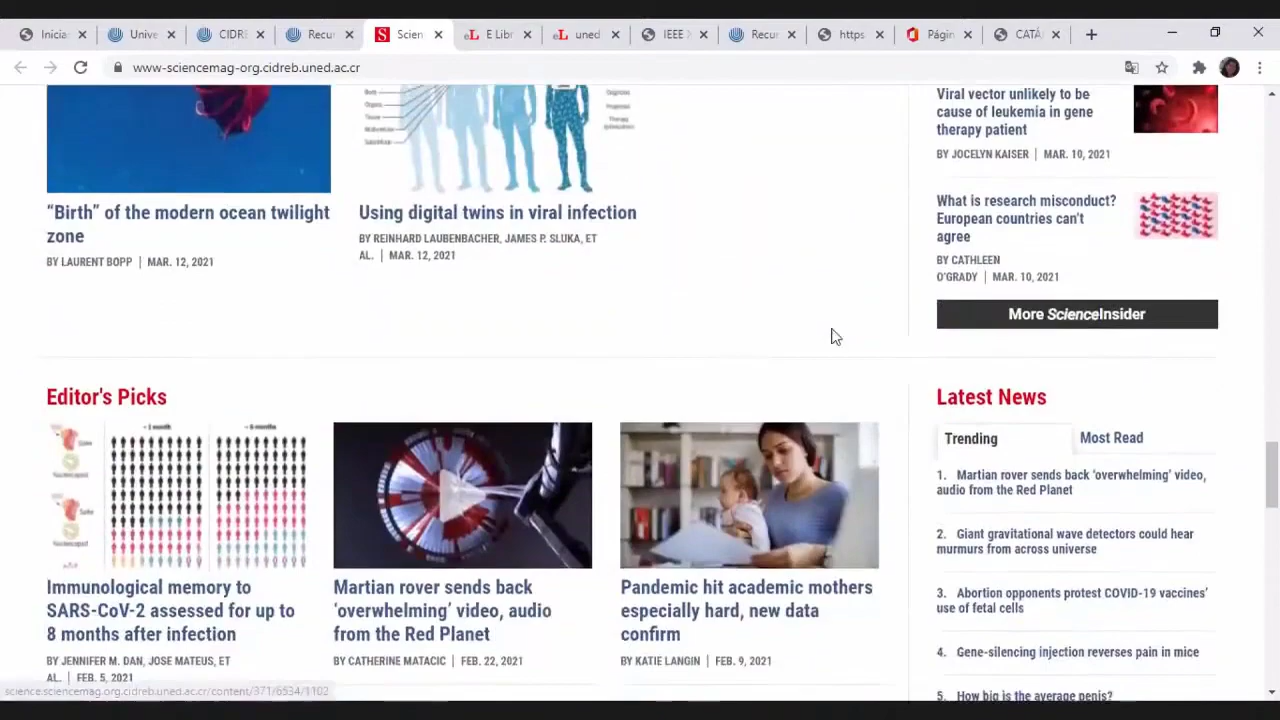 Inicia
Unive
CIDRE
Recur
Scien
E Libr
uned
IEEE X
Recur
https
Págin
CATÁ
www-sciencemag-org.cidreb.uned.ac.cr
“Birth” of the modern ocean twilight
zone
BY LAURENT BOPP | MAR. 12, 2021
Using digital twins in viral infection
BY REINHARD LAUBENBACHER, JAMES P. SLUKA, ET
AL. | MAR. 12, 2021
Viral vector unlikely to be
cause of leukemia in gene
therapy patient
BY JOCELYN KAISER | MAR. 10, 2021
What is research misconduct?
European countries can't
agree
BY CATHLEEN
O'GRADY | MAR. 10, 2021
More ScienceInsider
Editor's Picks
Immunological memory to
SARS-CoV-2 assessed for up to
8 months after infection
BY JENNIFER M. DAN, JOSE MATEUS, ET
AL. | FEB. 5, 2021
Martian rover sends back
‘overwhelming’ video, audio
from the Red Planet
BY CATHERINE MATACIC | FEB. 22, 2021
Pandemic hit academic mothers
especially hard, new data
confirm
BY KATIE LANGIN | FEB. 9, 2021
Latest News
Trending
Most Read
1. Martian rover sends back ‘overwhelming’ video,
audio from the Red Planet
2. Giant gravitational wave detectors could hear
murmurs from across universe
3. Abortion opponents protest COVID-19 vaccines’
use of fetal cells
4. Gene-silencing injection reverses pain in mice
5. How big is the average penis?
science.sciencemag.org.cidreb.uned.ac.cr/content/371/6534/1102